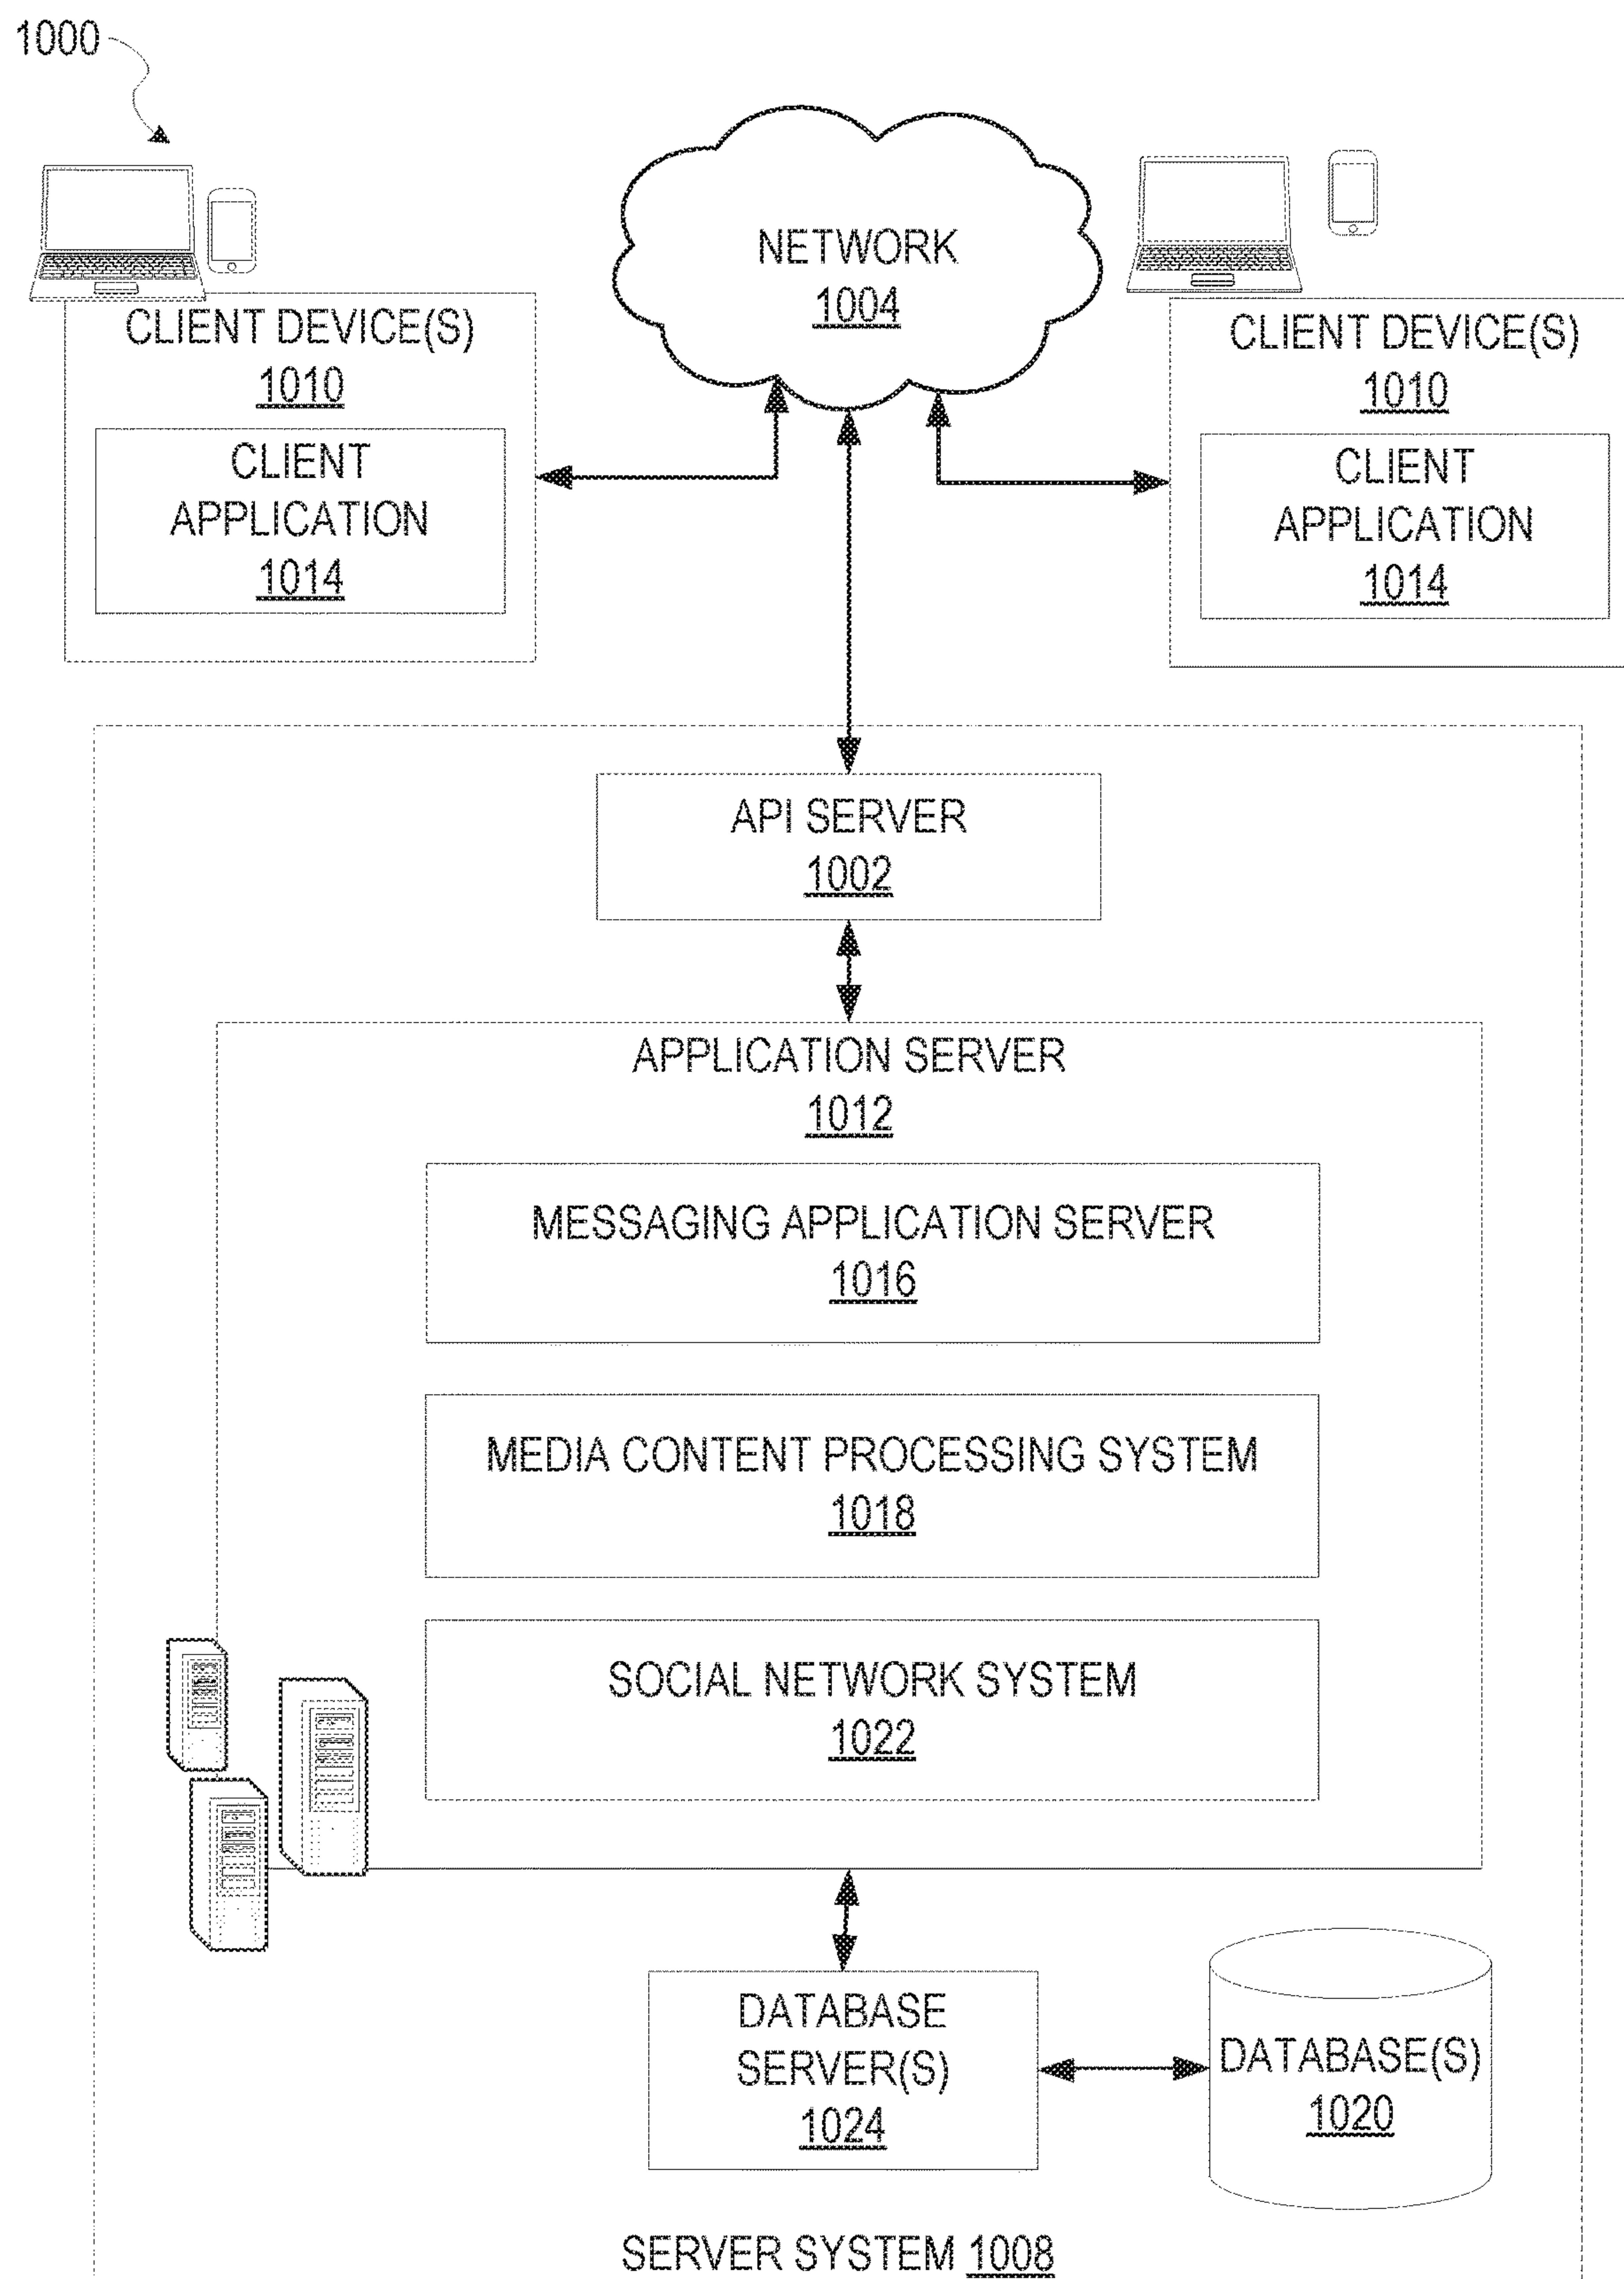 1000
NETWORK
1004
CLIENT DEVICE(S)
1010
CLIENT
APPLICATION
1014
CLIENT DEVICE(S)
1010
CLIENT
APPLICATION
1014
API SERVER
1002
APPLICATION SERVER
1012
MESSAGING APPLICATION SERVER
1016
MEDIA CONTENT PROCESSING SYSTEM
1018
SOCIAL NETWORK SYSTEM
1022
DATABASE
SERVER(S)
1024
DATABASE(S)
1020
SERVER SYSTEM 1008